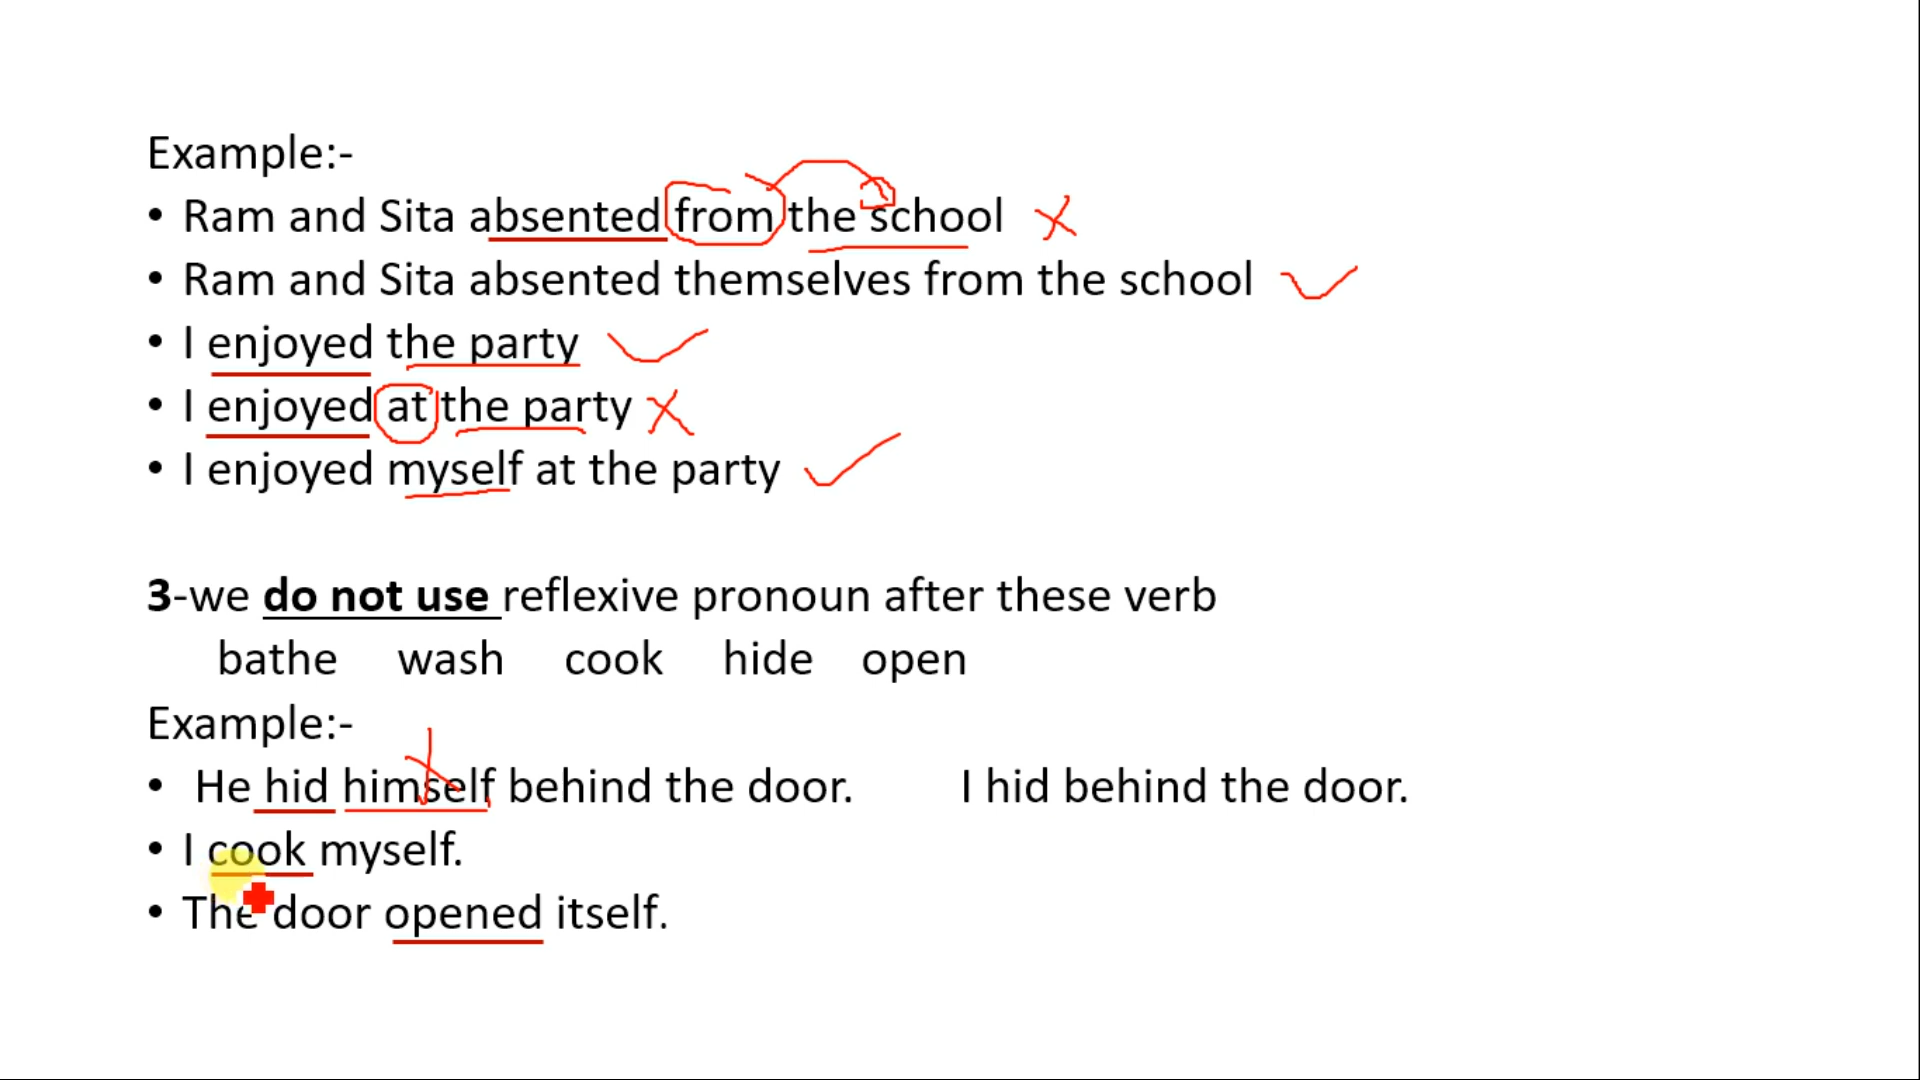 Example:-
• Ram and Sita absented from the school
• Ram and Sita absented themselves from the school
• I enjoyed the party
• I enjoyed at the party
• I enjoyed myself at the party
3-we do not use reflexive pronoun after these verb
bathe wash cook hide open
Example:-
• He hid himself behind the door. I hid behind the door.
• I cook myself.
• The door opened itself.